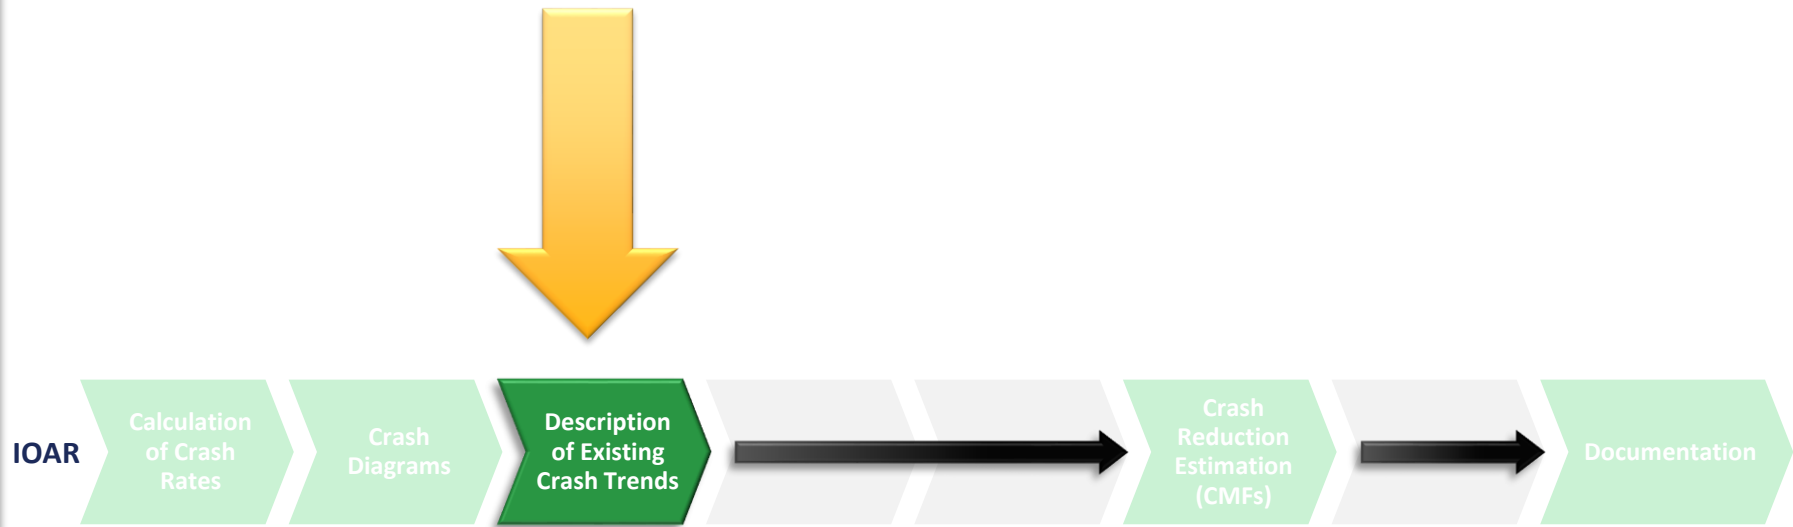 IOAR
Calculation
of Crash
Rates
Crash
Diagrams
Description
of Existing
Crash Trends
Crash
Reduction
Estimation
(CMFs)
Documentation